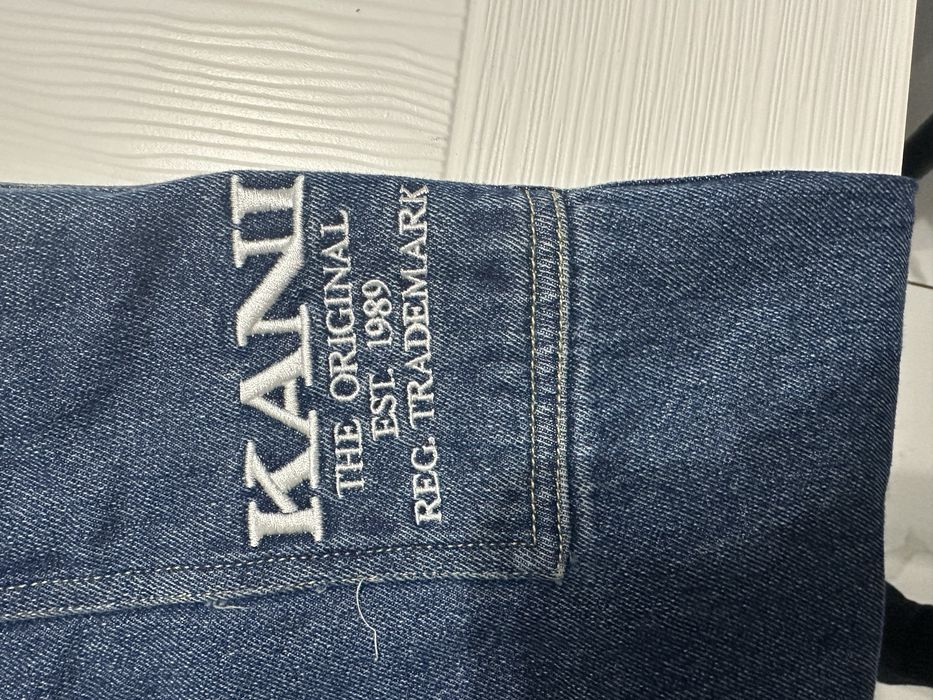 KANI
THE ORIGINAL
EST. 1989
REG. TRADEMARK